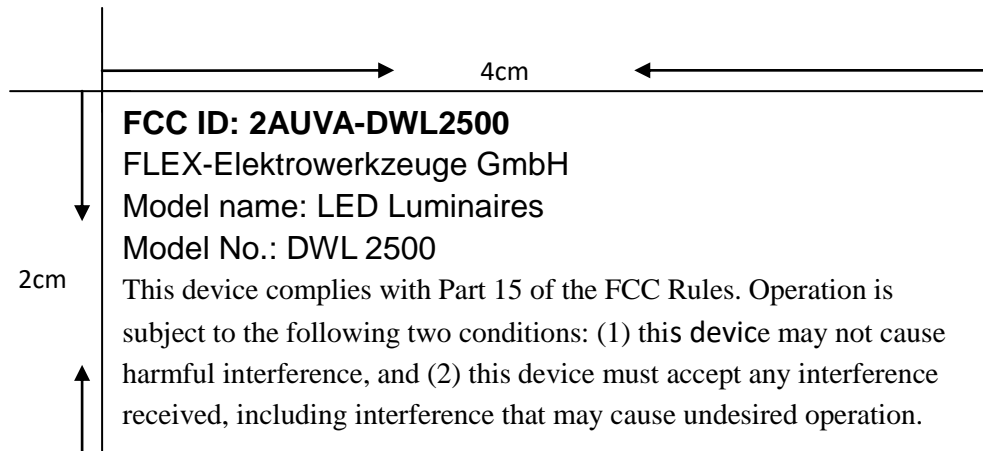 4cm
FCC ID: 2AUVA-DWL2500
FLEX-Elektrowerkzeuge GmbH
Model name: LED Luminaires
Model No.: DWL 2500
2cm
This device complies with Part 15 of the FCC Rules. Operation is
subject to the following two conditions: (1) this device may not cause
harmful interference, and (2) this device must accept any interference
received, including interference that may cause undesired operation.